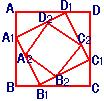 A D₁ D
D₂
A₁ C₂
A₂ C₁
B₂
B B₁ C